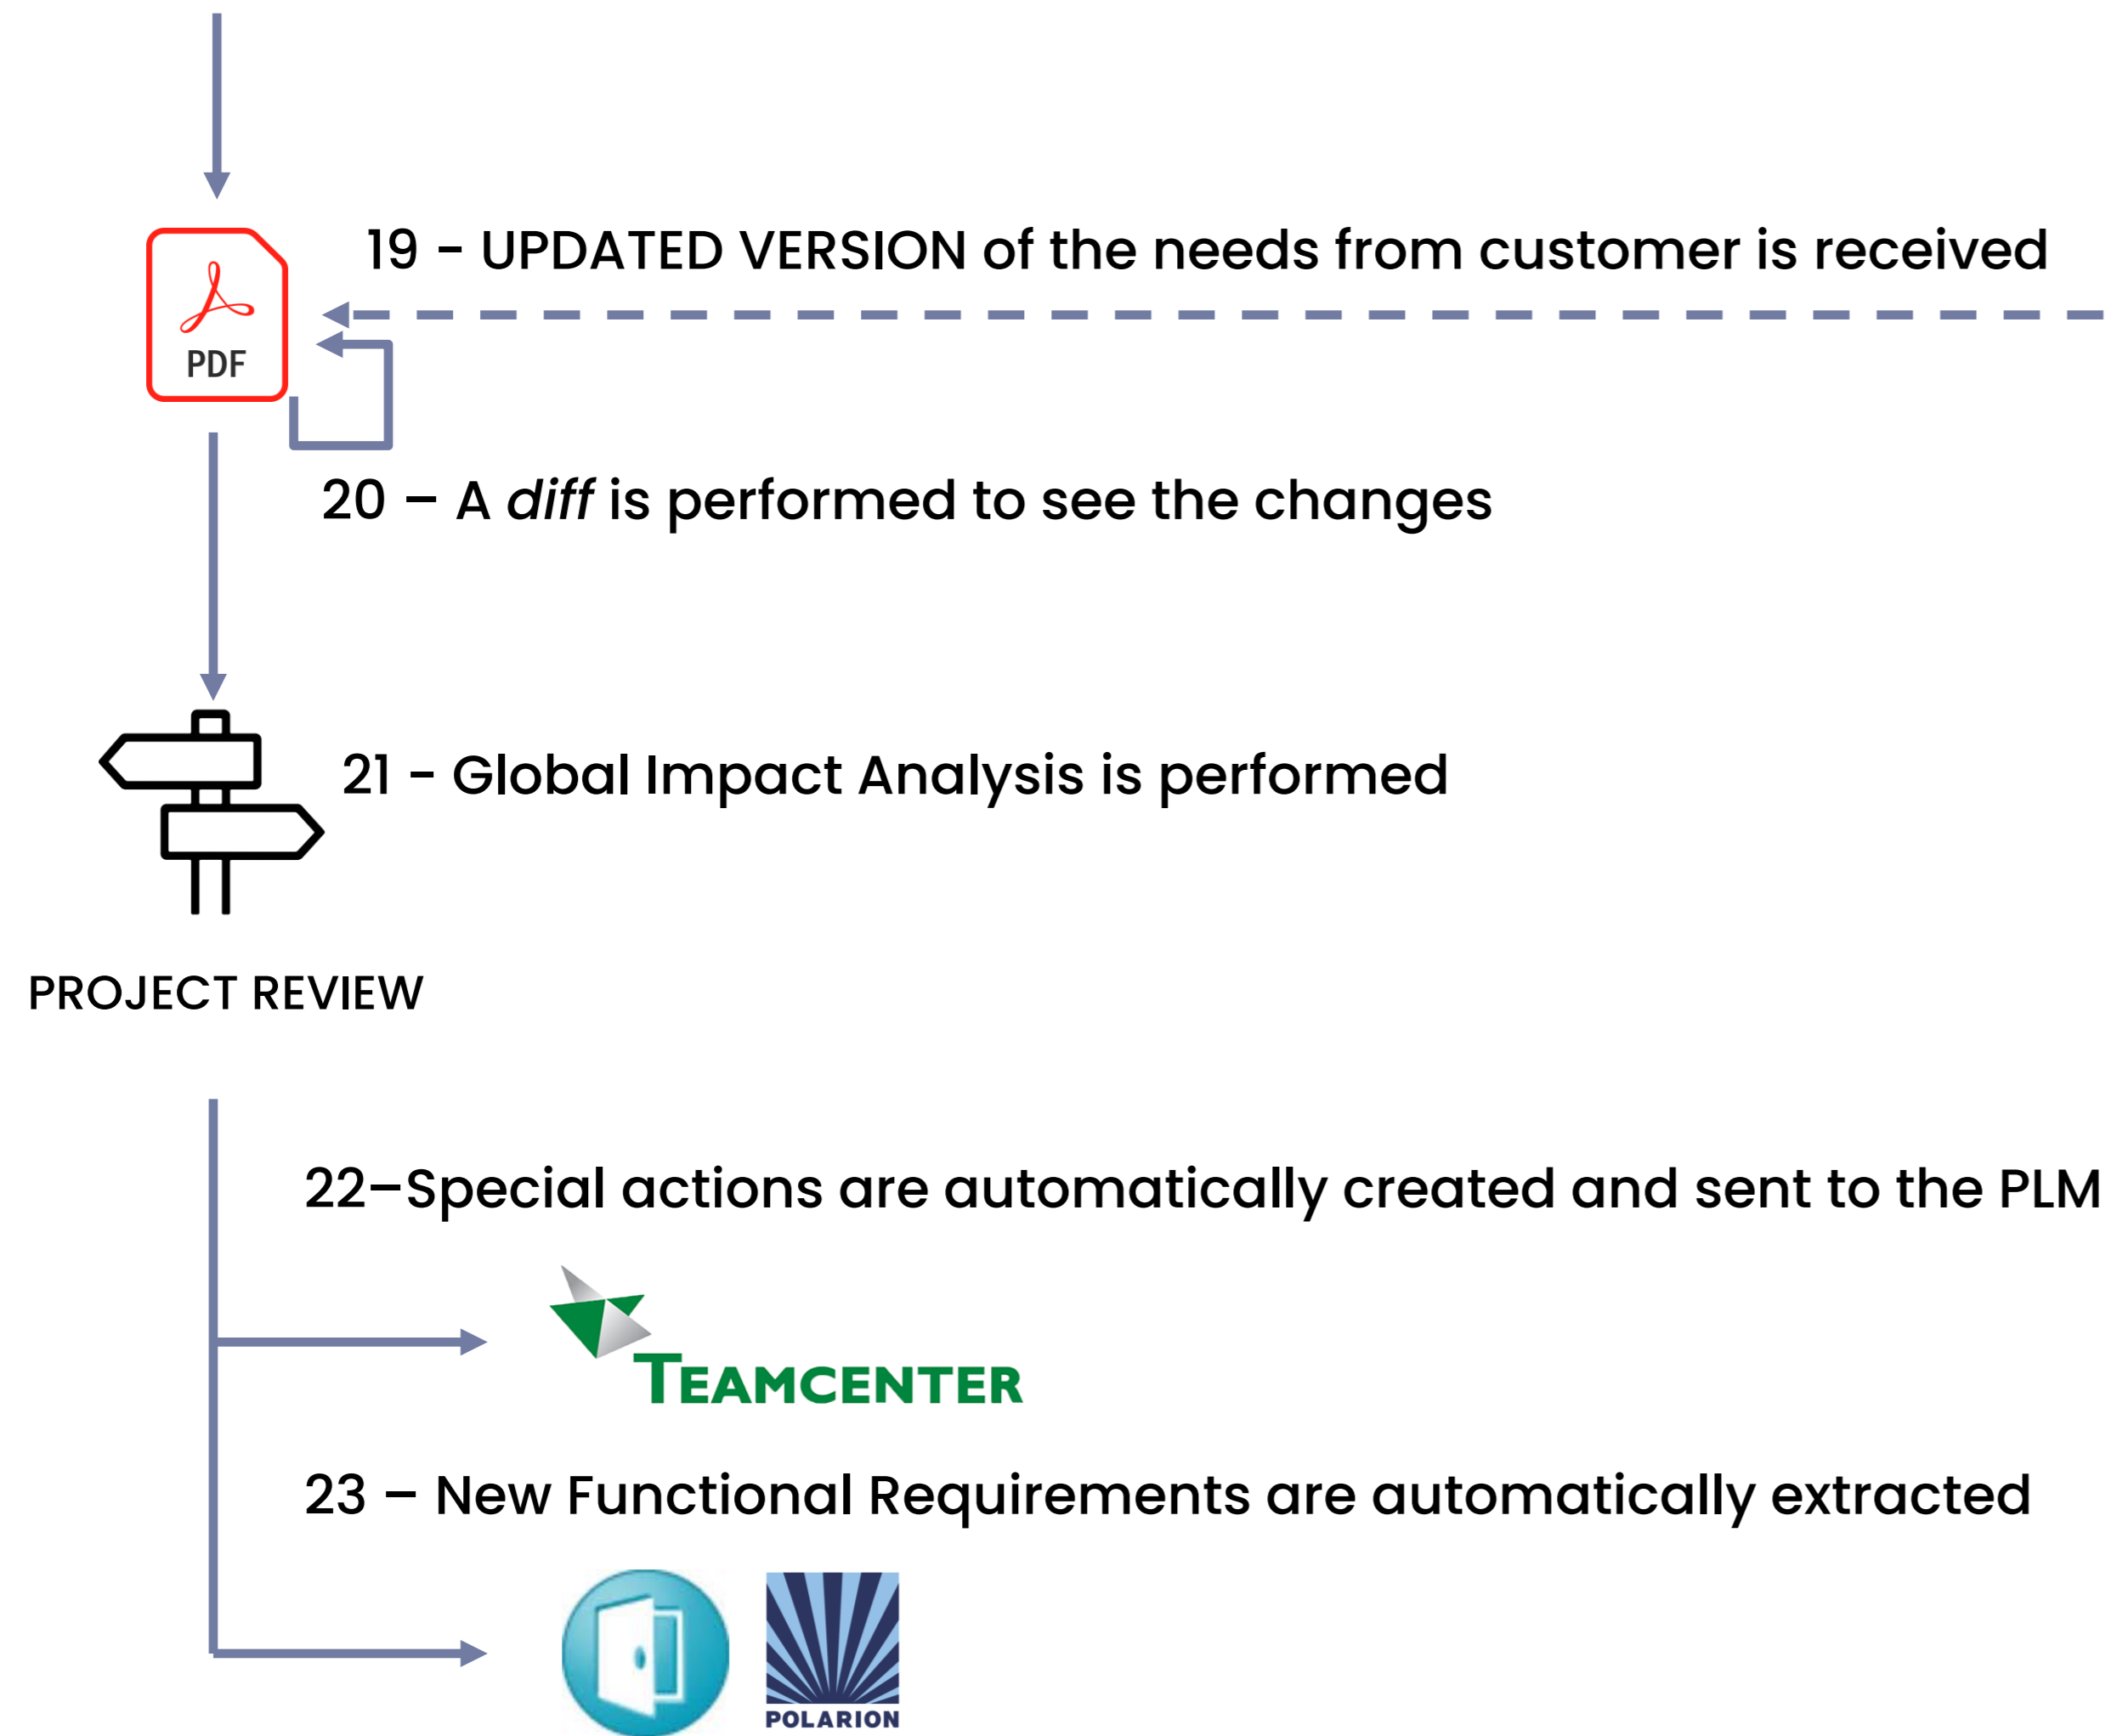 19 - UPDATED VERSION of the needs from customer is received
PDF
20 – A diff is performed to see the changes
21 - Global Impact Analysis is performed
PROJECT REVIEW
22–Special actions are automatically created and sent to the PLM
TEAMCENTER
23 – New Functional Requirements are automatically extracted
POLARION